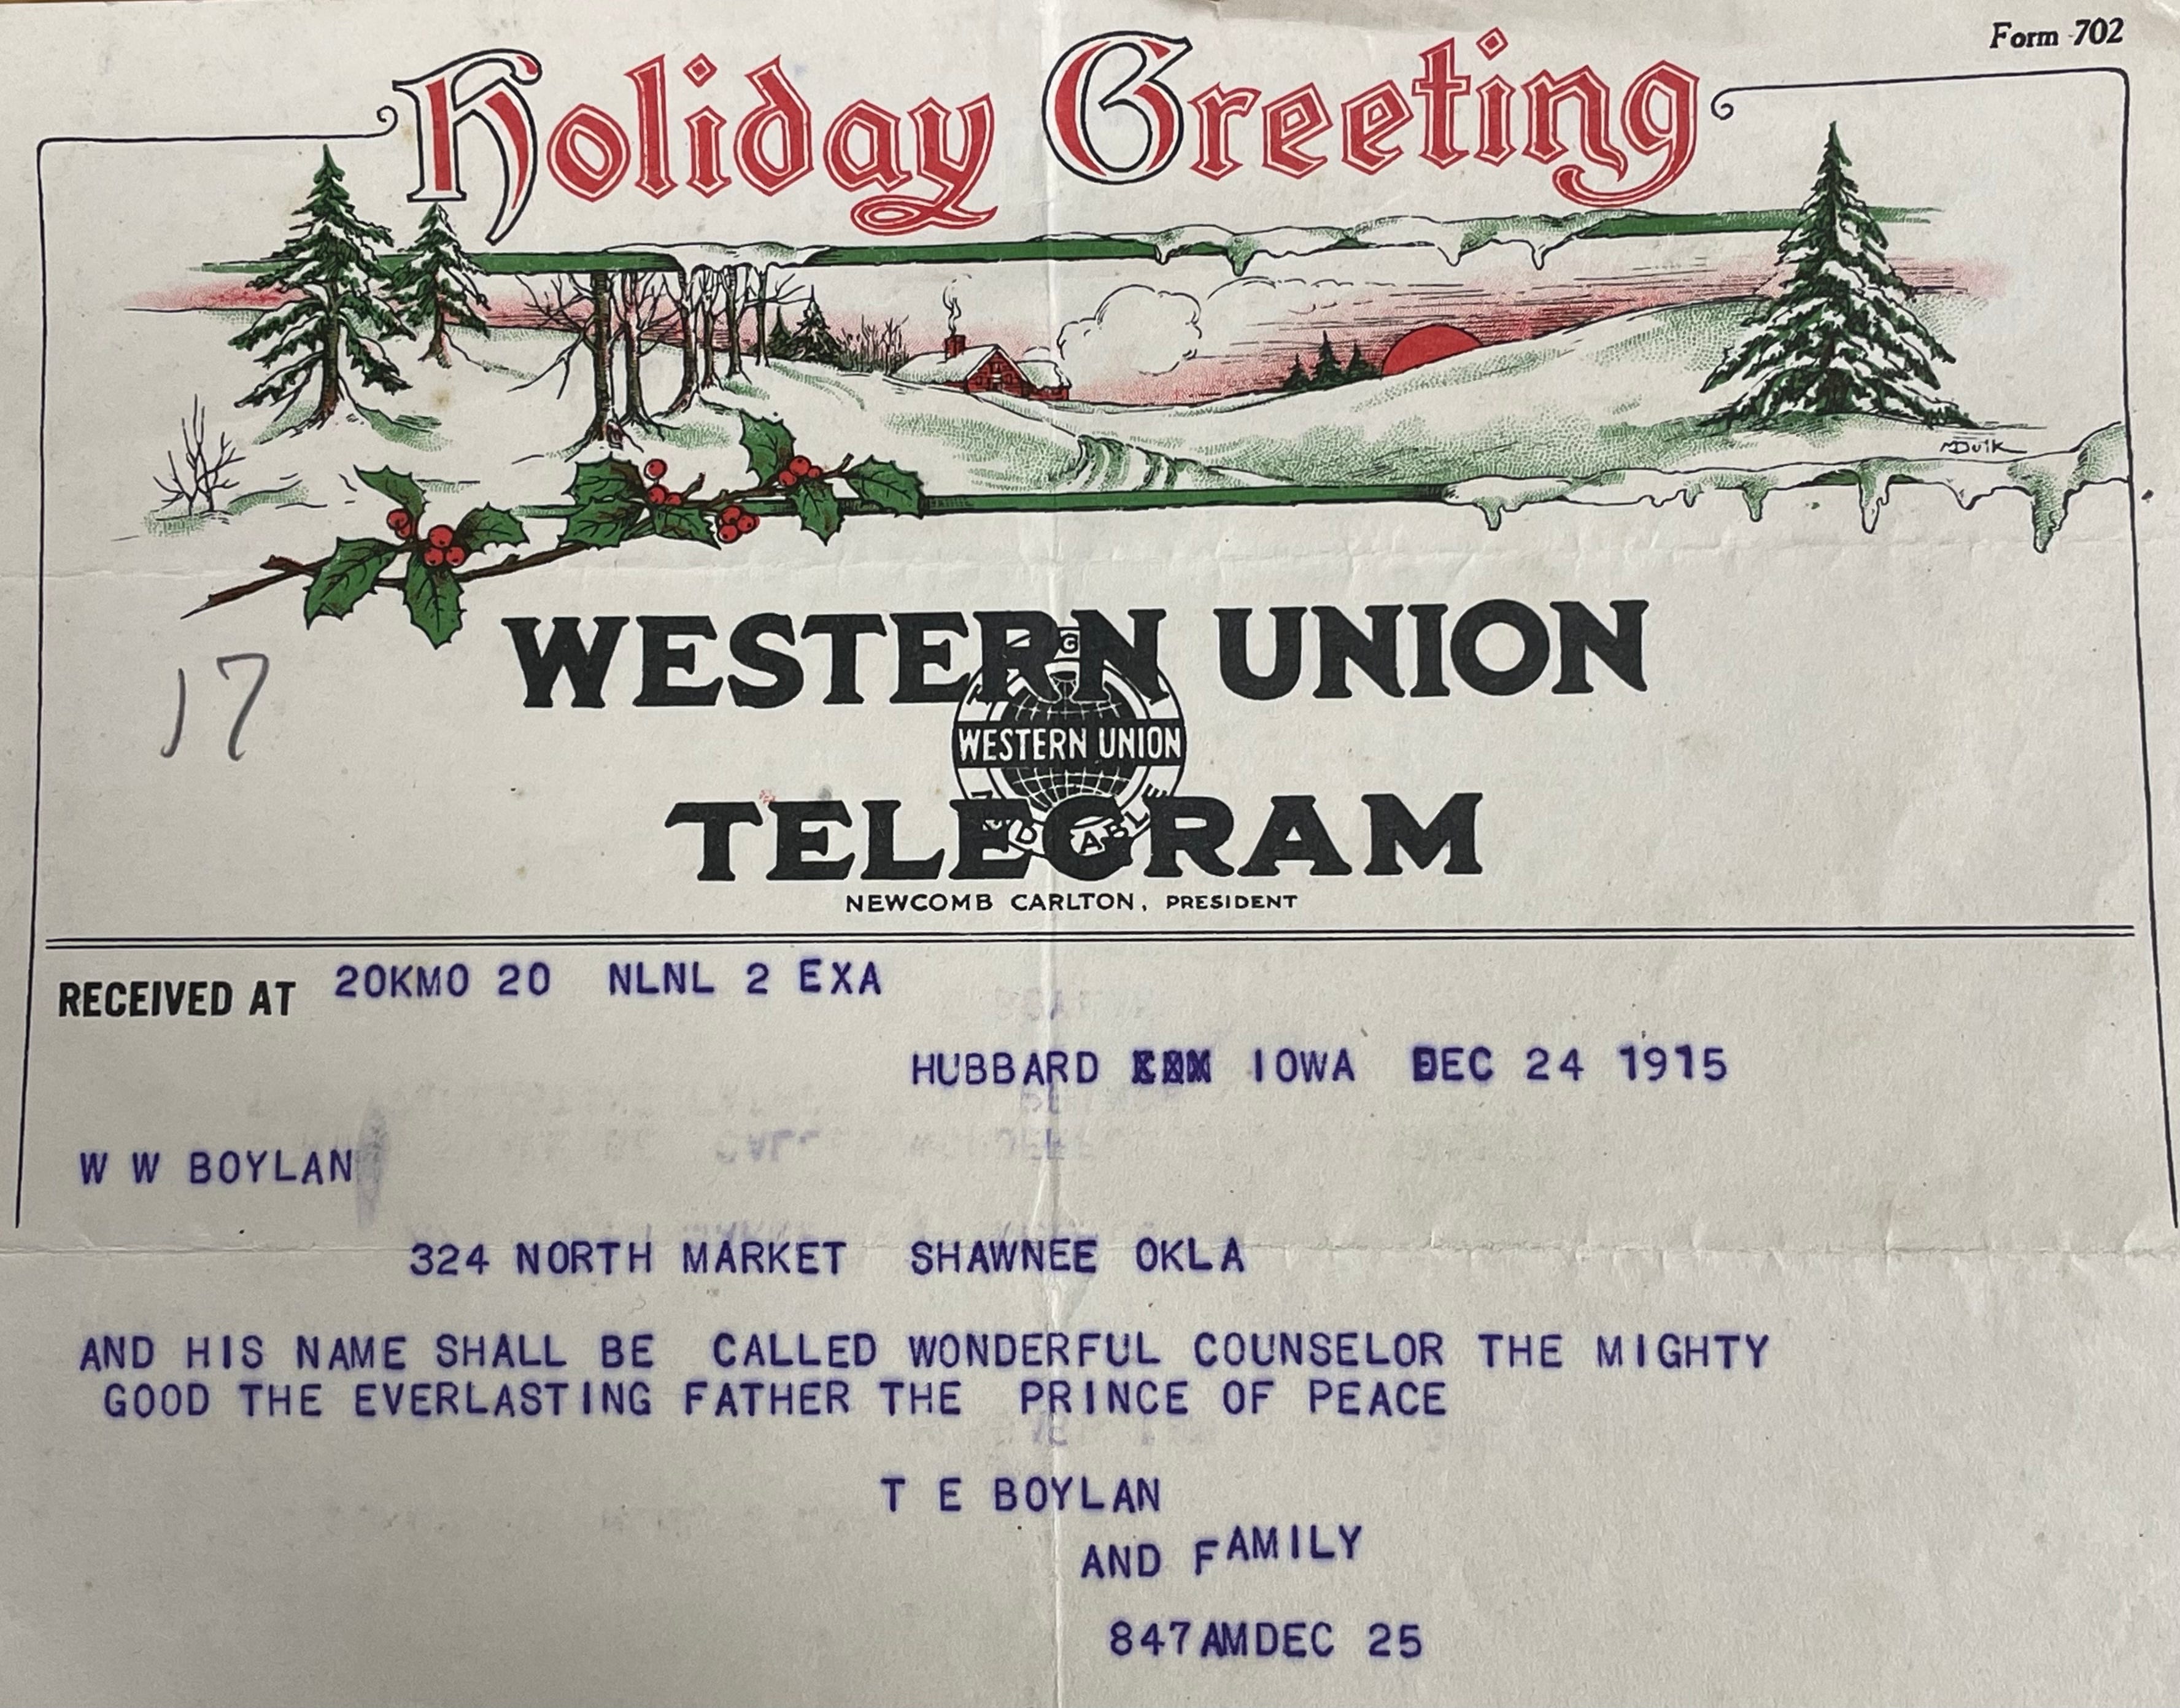 Form 702
Holiday Greeting
17
WESTERN UNION
WESTERN UNION
TELEGRAM
NEWCOMB CARLTON, PRESIDENT
RECEIVED AT 20KMO 20 NLNL 2 EXA
HUBBARD IOWA DEC 24 1915
W W BOYLAN
324 NORTH MARKET SHAWNEE OKLA
AND HIS NAME SHALL BE CALLED WONDERFUL COUNSELOR THE MIGHTY
GOOD THE EVERLASTING FATHER THE PRINCE OF PEACE
T E BOYLAN
AND FAMILY
847AMDEC 25